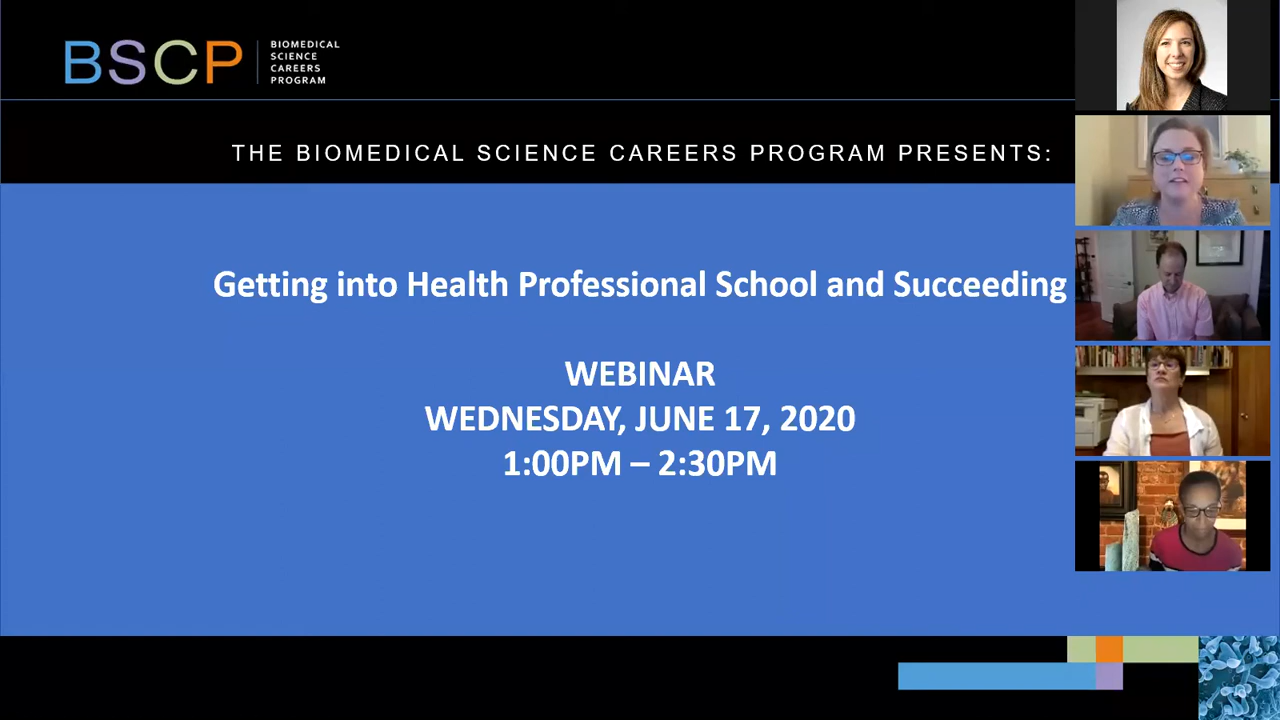 BSCP
BIOMEDICAL
SCIENCE
CAREERS
PROGRAM
THE BIOMEDICAL SCIENCE CAREERS PROGRAM PRESENTS:
Getting into Health Professional School and Succeeding
WEBINAR
WEDNESDAY, JUNE 17, 2020
1:00PM – 2:30PM